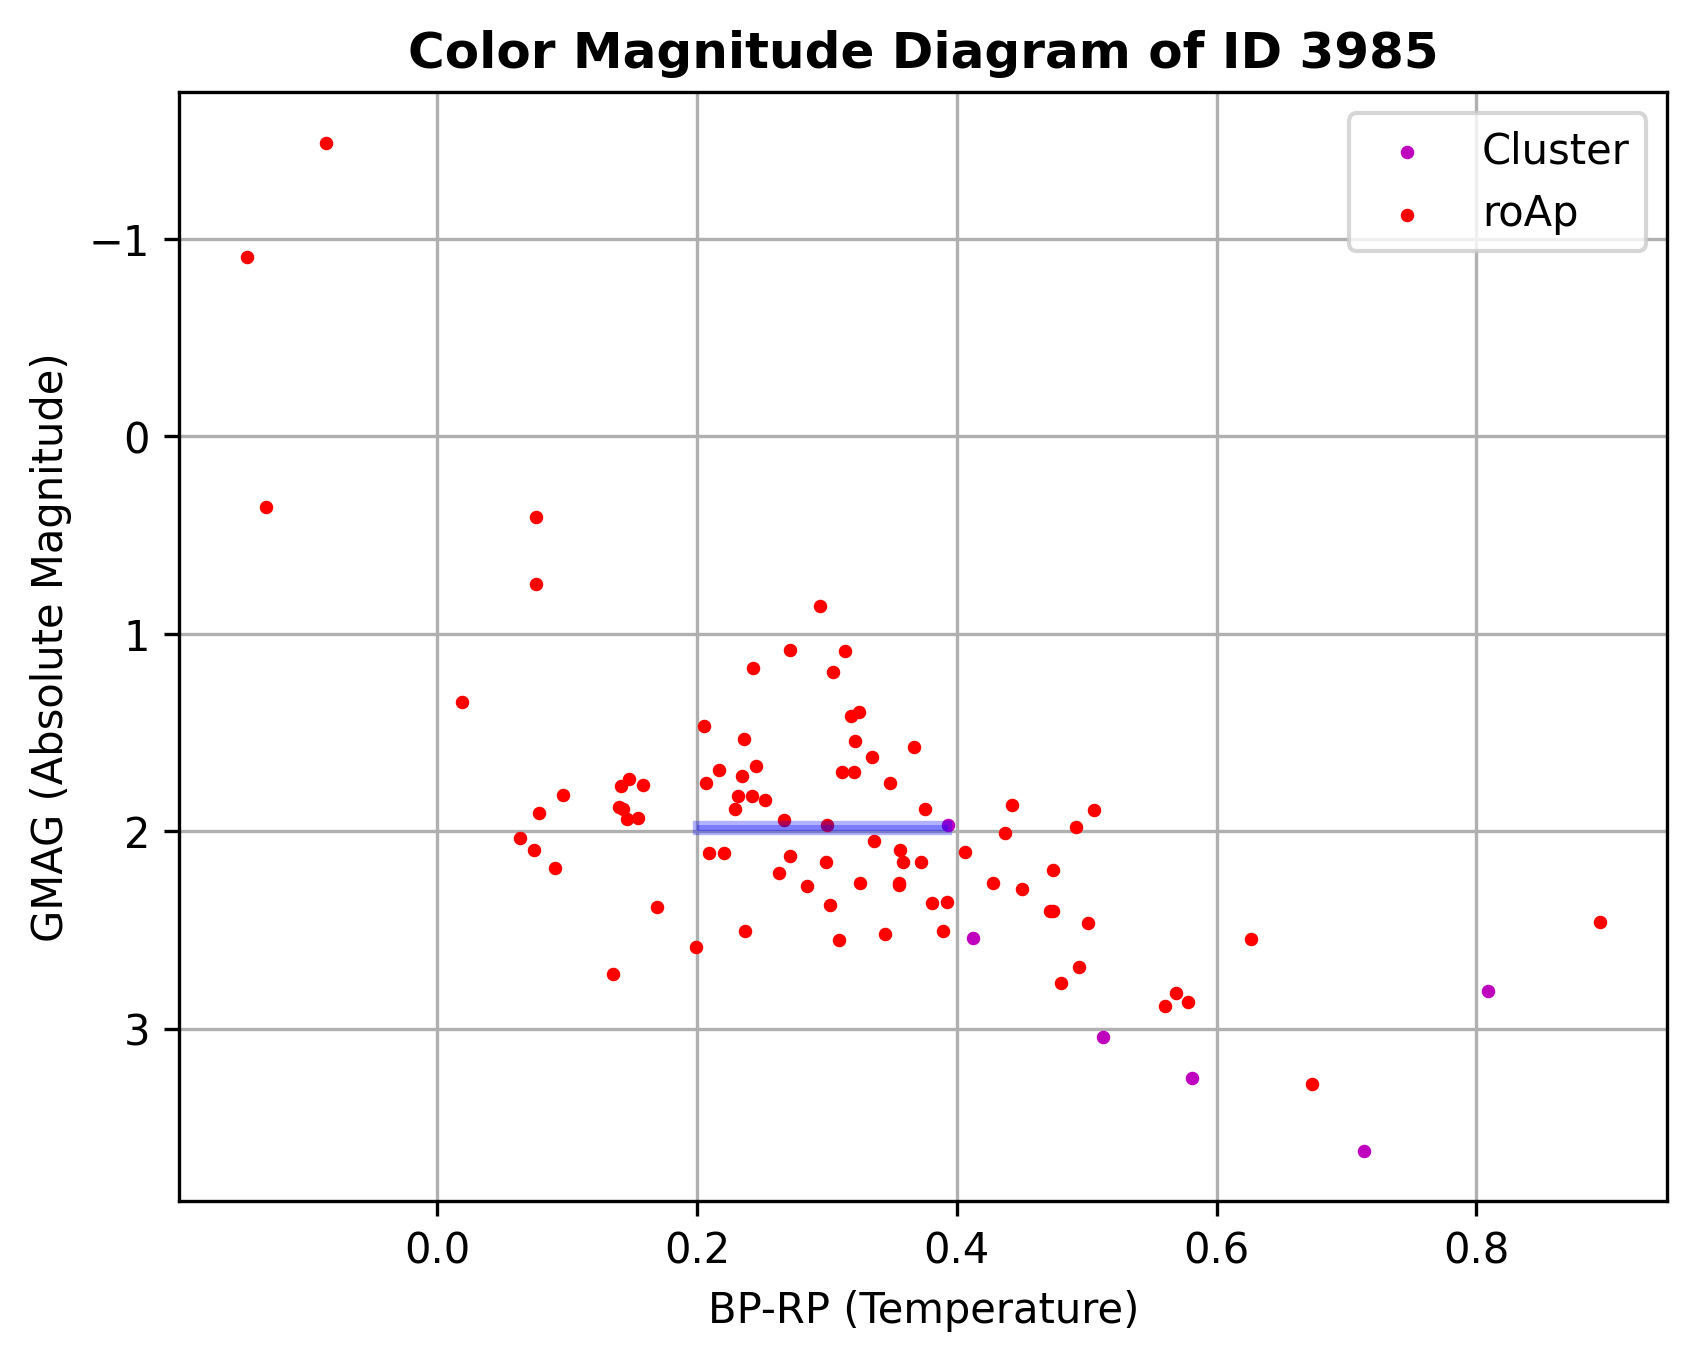 Color Magnitude Diagram of ID 3985
Cluster
roAp
GMAG (Absolute Magnitude)
−1
0
1
2
3
0.0 0.2 0.4 0.6 0.8
BP-RP (Temperature)